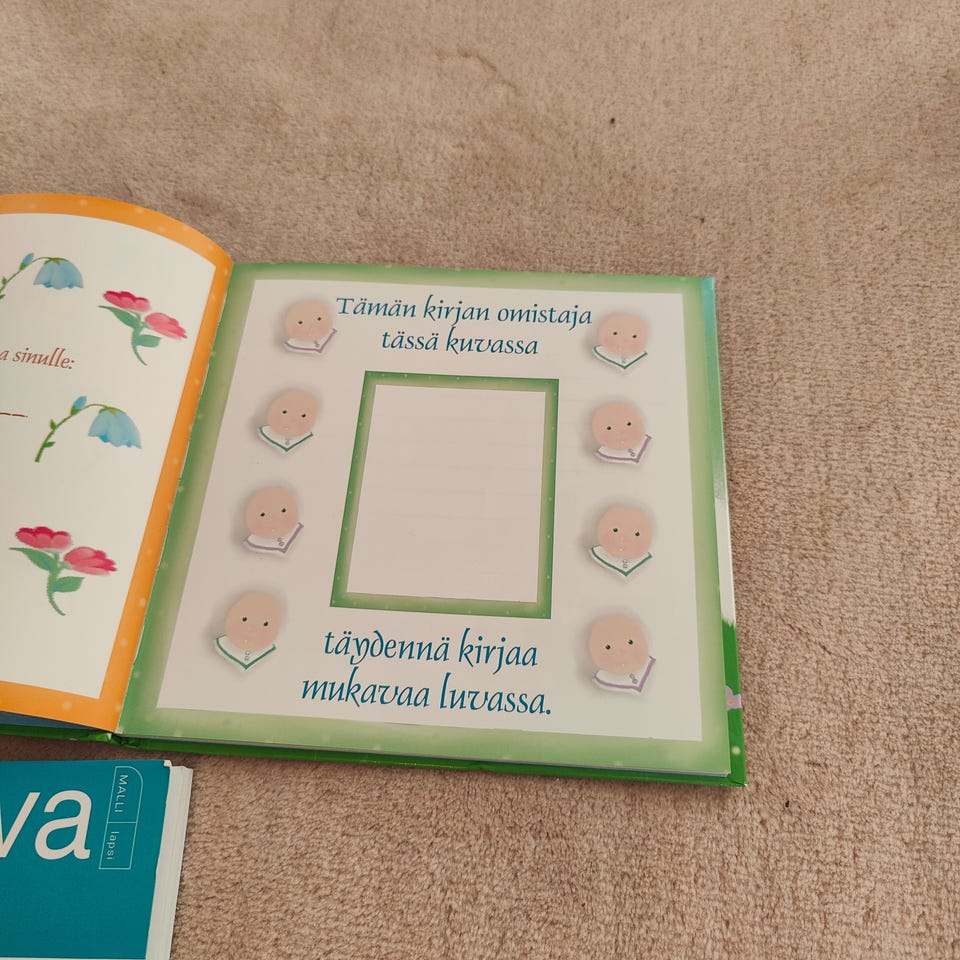 a sinulle:
Tämän kirjan omistaja
tässä kuvassa
täydennä kirjaa
mukavaa luvassa.
va
MALLI lapsi